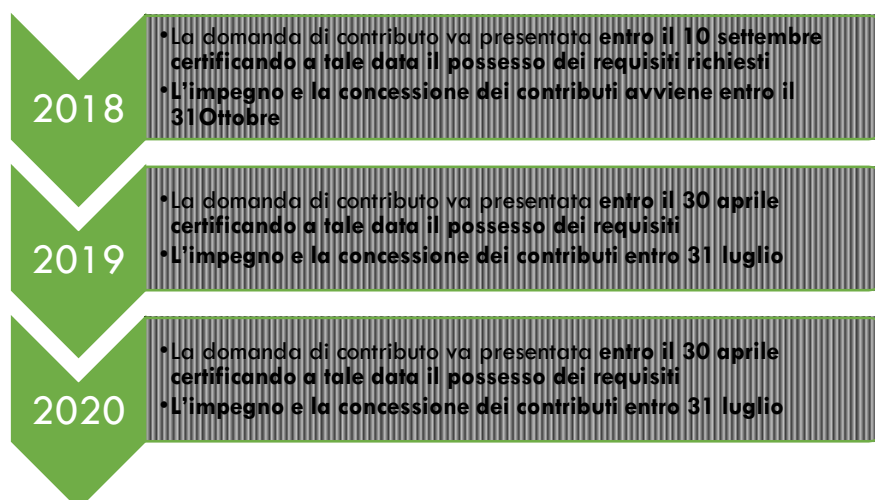 2018
•La domanda di contributo va presentata entro il 10 settembre
certificando a tale data il possesso dei requisiti richiesti
•L'impegno e la concessione dei contributi avviene entro il
31Ottobre
2019
•La domanda di contributo va presentata entro il 30 aprile
certificando a tale data il possesso dei requisiti
•L'impegno e la concessione dei contributi entro 31 luglio
2020
•La domanda di contributo va presentata entro il 30 aprile
certificando a tale data il possesso dei requisiti
•L'impegno e la concessione dei contributi entro 31 luglio